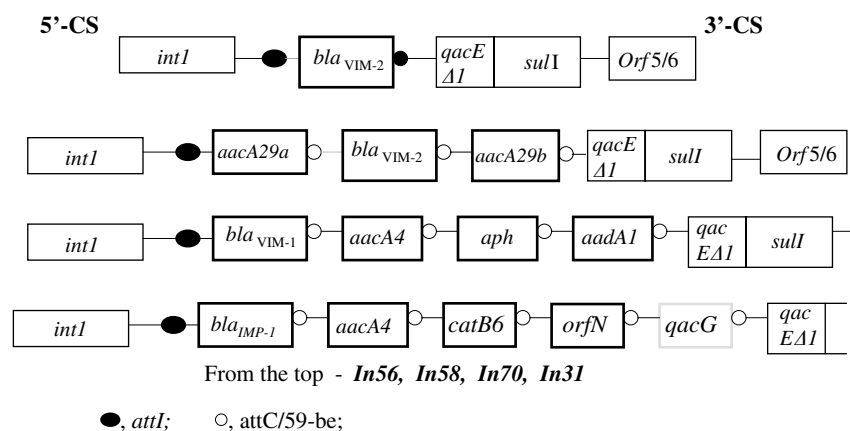 5’-CS 3’-CS
int1 bla VIM-2 qacE Δ1 sulI Orf5/6
int1 aacA29a bla VIM-2 aacA29b qacE Δ1 sulI Orf5/6
int1 bla VIM-1 aacA4 aph aadA1 qac EΔ1 sulI
int1 bla IMP-1 aacA4 catB6 orfN qacG qac EΔ1
From the top - In56, In58, In70, In31
, attI; , attC/59-be;